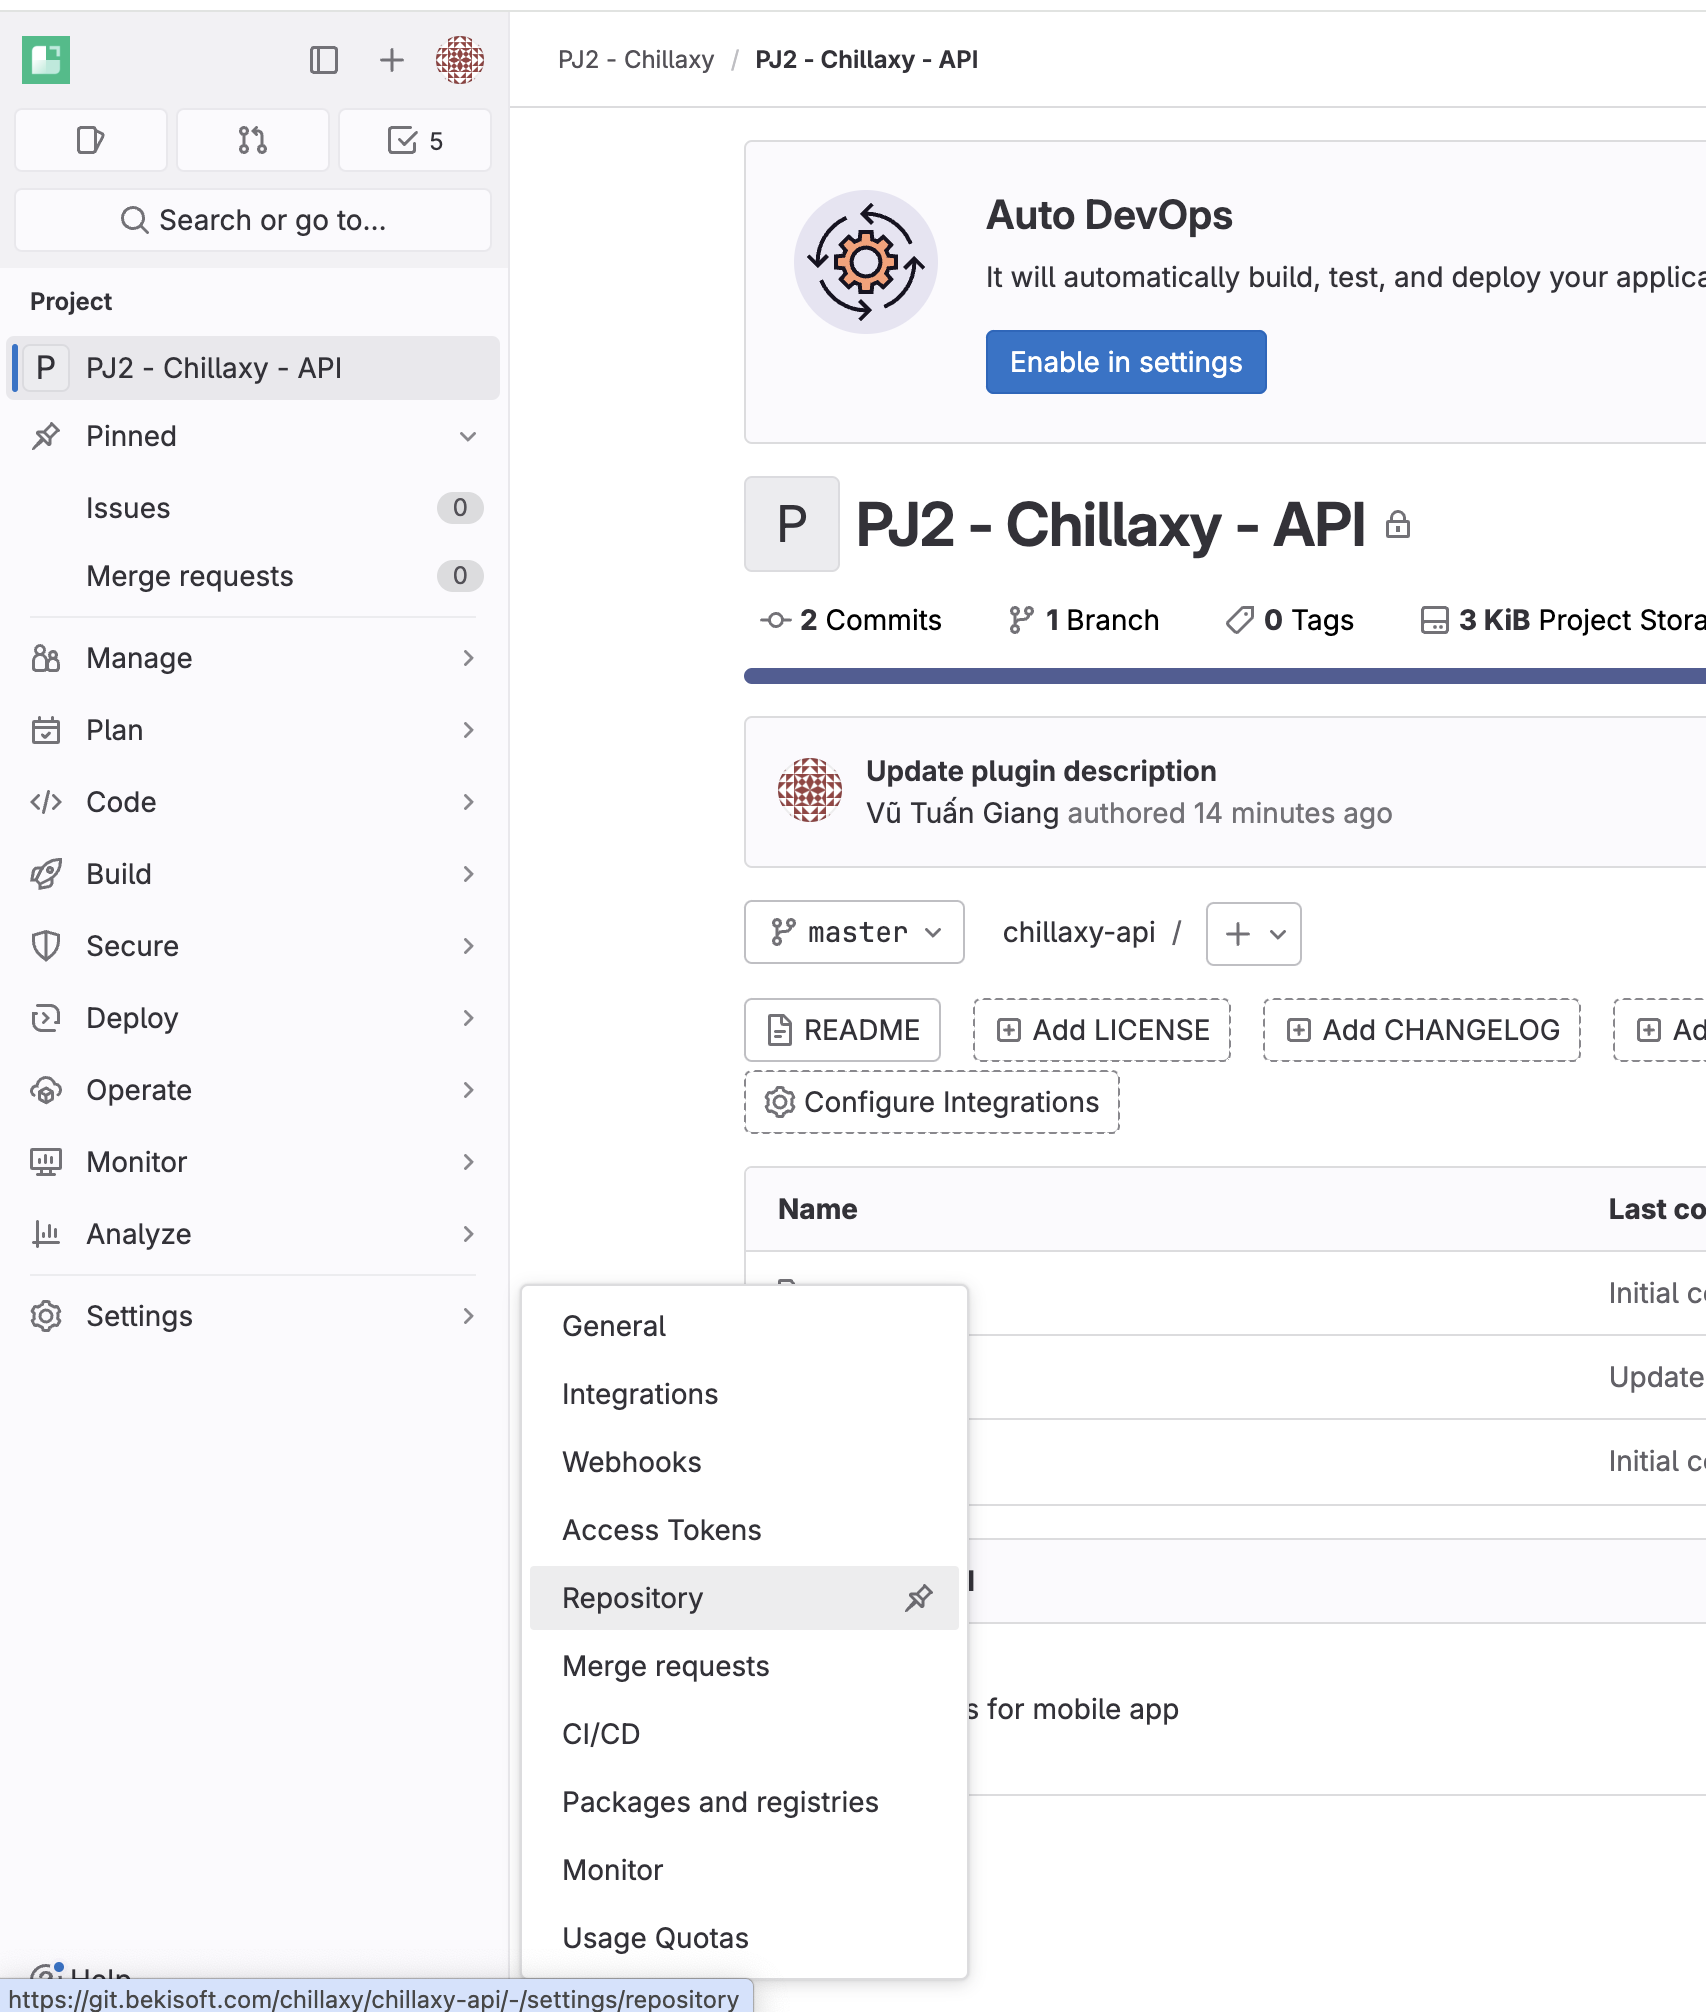 PJ2 - Chillaxy / PJ2 - Chillaxy - API
5
Search or go to...
Project
P PJ2 - Chillaxy - API
Pinned
Issues 0
Merge requests 0
Manage
Plan
Code
Build
Secure
Deploy
Operate
Monitor
Analyze
Settings
Help
Auto DevOps
It will automatically build, test, and deploy your applica
Enable in settings
P PJ2 - Chillaxy - API
2 Commits 1 Branch 0 Tags 3 KiB Project Stora
Update plugin description
Vũ Tuấn Giang authored 14 minutes ago
master chillaxy-api /
README Add LICENSE Add CHANGELOG Ad
Configure Integrations
Name Last co
Initial c
Update
Initial c
s for mobile app
General
Integrations
Webhooks
Access Tokens
Repository
Merge requests
CI/CD
Packages and registries
Monitor
Usage Quotas
https://git.bekisoft.com/chillaxy/chillaxy-api/-/settings/repository